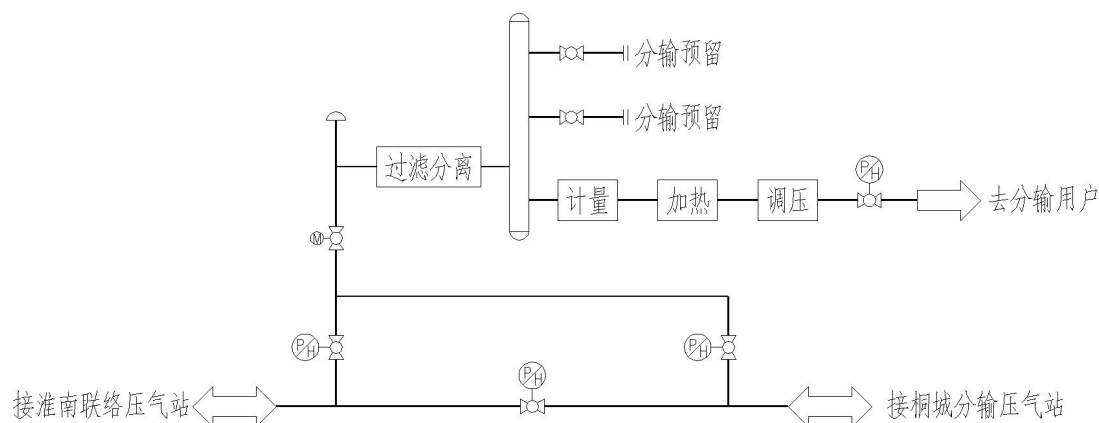 分输预留
分输预留
过滤分离
计量
加热
调压
P/H
去分输用户
M
P/H
P/H
P/H
接淮南联络压气站
接桐城分输压气站